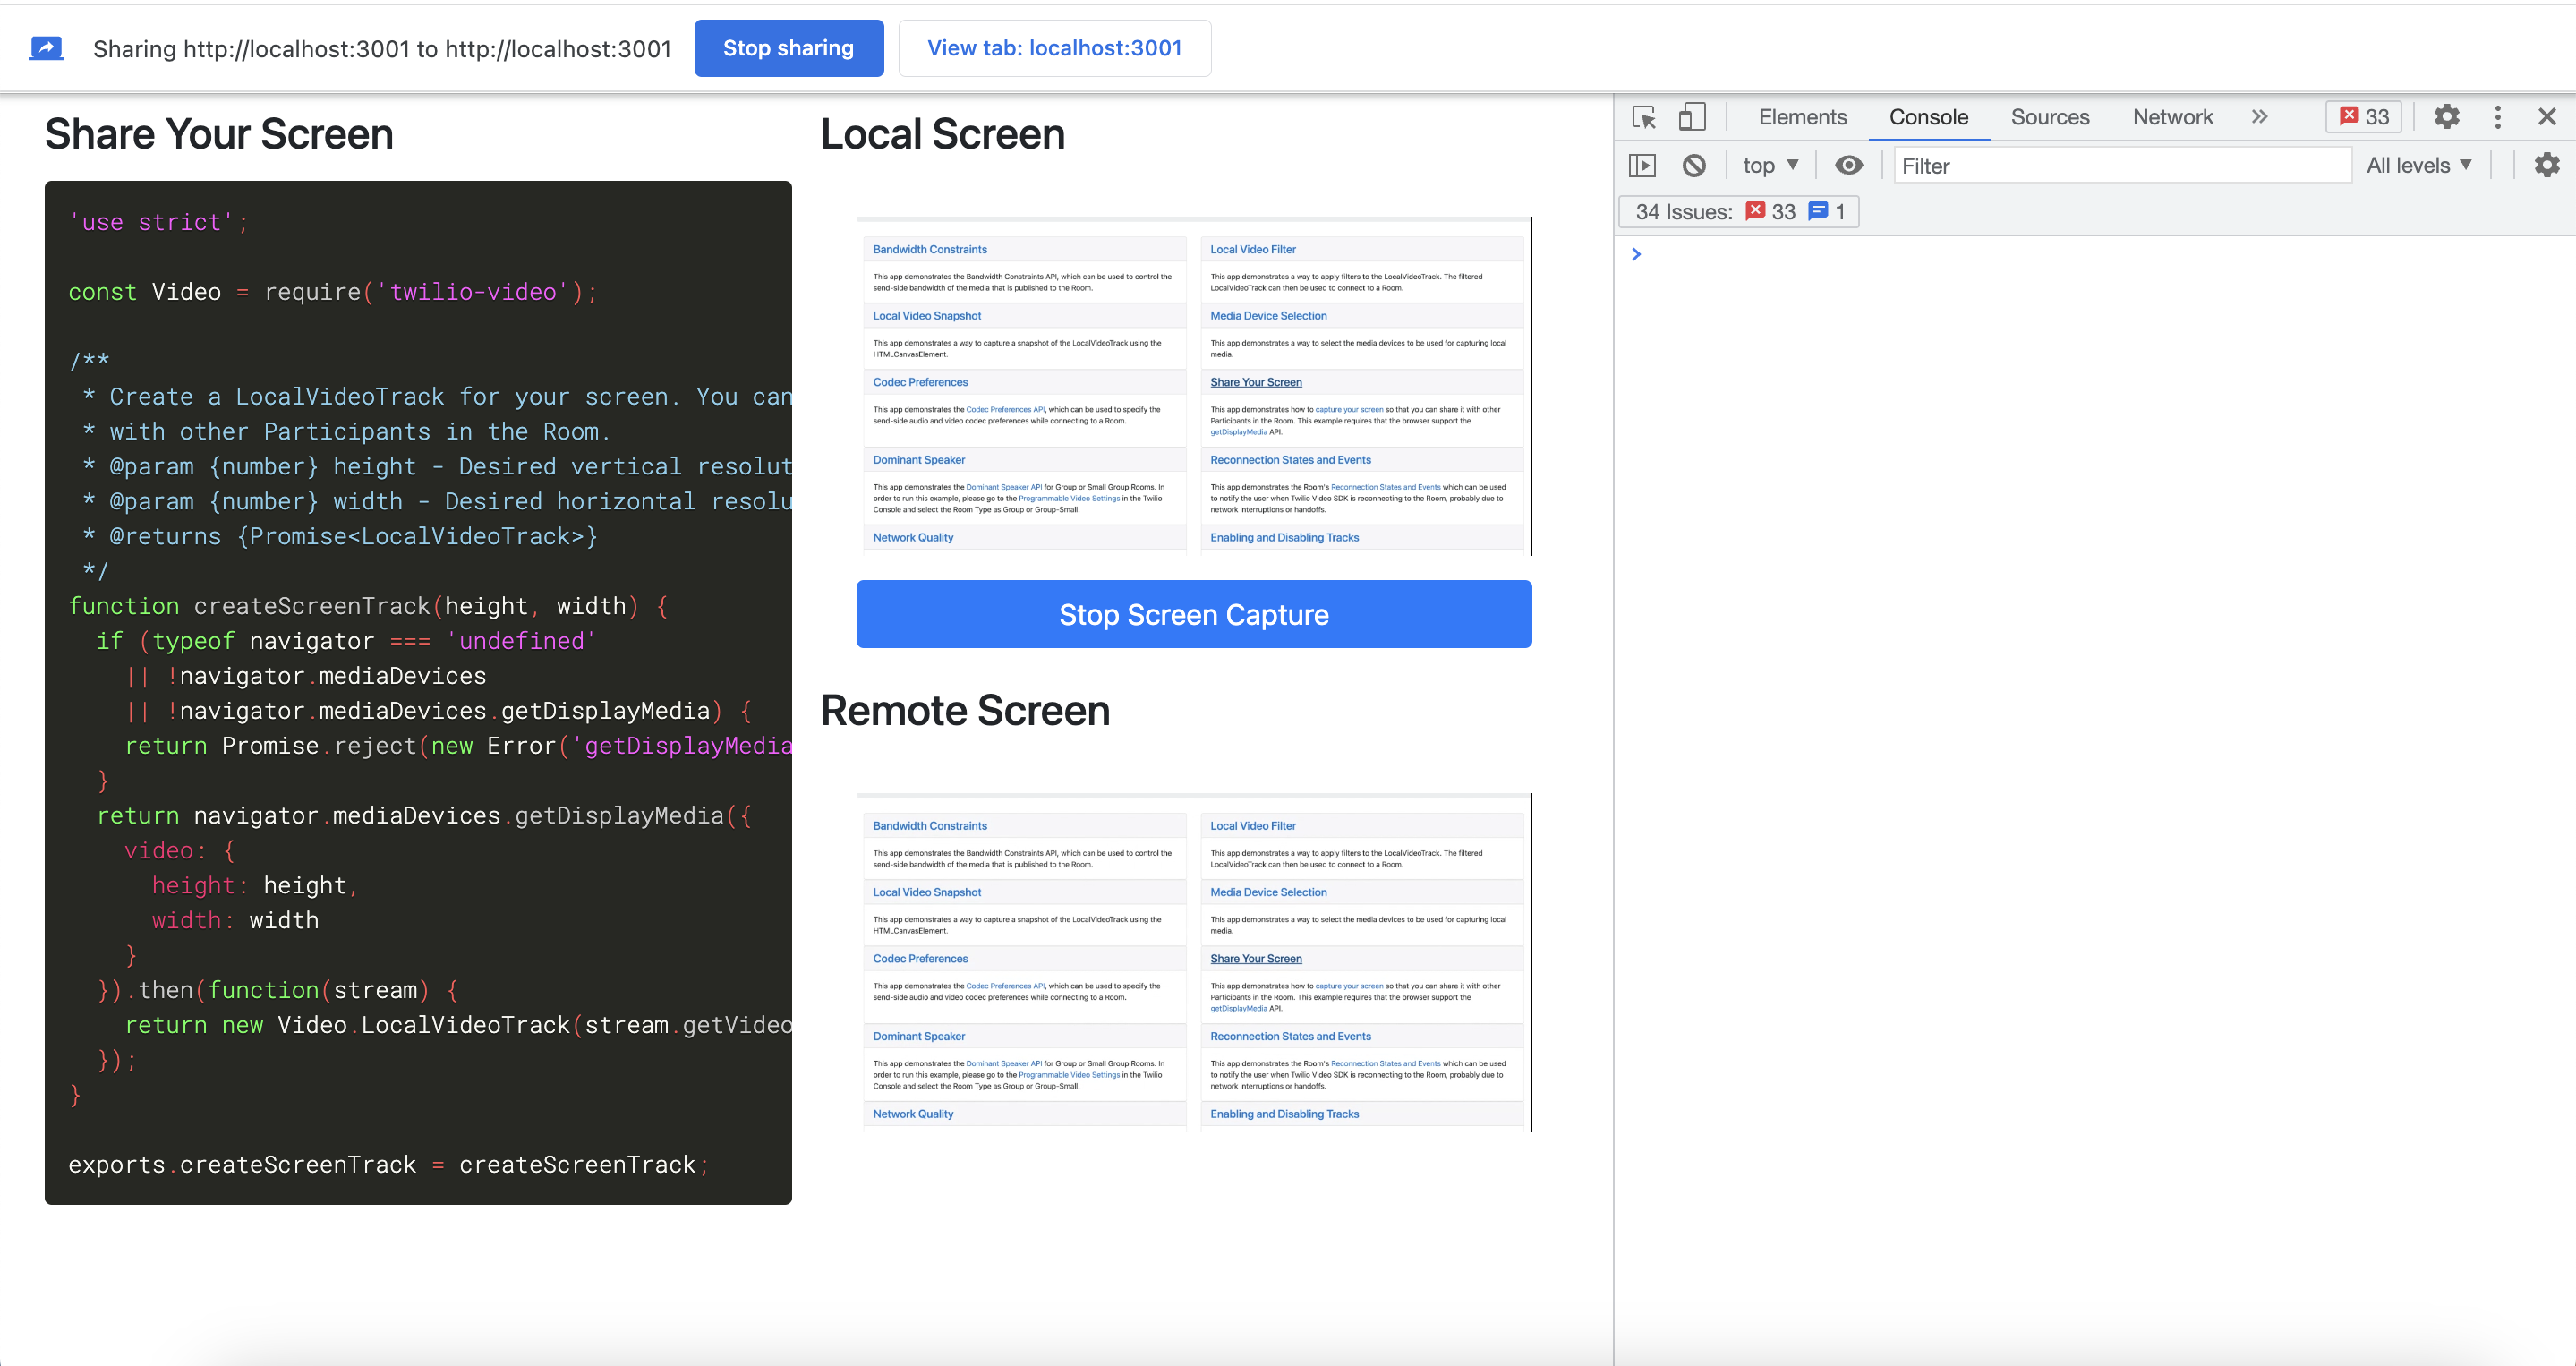 Sharing http://localhost:3001 to http://localhost:3001
Stop sharing
View tab: localhost:3001
Share Your Screen
'use strict';
const Video = require('twilio-video');
/**
* Create a LocalVideoTrack for your screen. You can
* with other Participants in the Room.
* @param {number} height - Desired vertical resolut
* @param {number} width - Desired horizontal resolu
* @returns {Promise<LocalVideoTrack>}
*/
function createScreenTrack(height, width) {
if (typeof navigator === 'undefined'
|| !navigator.mediaDevices
|| !navigator.mediaDevices.getDisplayMedia) {
return Promise.reject(new Error('getDisplayMedia
}
return navigator.mediaDevices.getDisplayMedia({
video: {
height: height,
width: width
}
}).then(function(stream) {
return new Video.LocalVideoTrack(stream.getVideo
});
}
exports.createScreenTrack = createScreenTrack;
Local Screen
Bandwidth Constraints
This app demonstrates the Bandwidth Constraints API, which can be used to control the
send-side bandwidth of the media that is published to the Room.
Local Video Snapshot
This app demonstrates a way to capture a snapshot of the LocalVideoTrack using the
HTMLCanvasElement.
Codec Preferences
This app demonstrates the Codec Preferences API, which can be used to specify the
send-side audio and video codec preferences while connecting to a Room.
Dominant Speaker
This app demonstrates the Dominant Speaker API for Group or Small Group Rooms. In
order to run this example, please go to the Programmable Video Settings in the Twilio
Console and select the Room Type as Group or Group-Small.
Network Quality
Local Video Filter
This app demonstrates a way to apply filters to the LocalVideoTrack. The filtered
LocalVideoTrack can then be used to connect to a Room.
Media Device Selection
This app demonstrates a way to select the media devices to be used for capturing local
media.
Share Your Screen
This app demonstrates how to capture your screen so that you can share it with other
Participants in the Room. This example requires that the browser support the
getDisplayMedia API.
Reconnection States and Events
This app demonstrates the Room's Reconnection States and Events which can be used
to notify the user when Twilio Video SDK is reconnecting to the Room, probably due to
network interruptions or handoffs.
Enabling and Disabling Tracks
Stop Screen Capture
Remote Screen
Bandwidth Constraints
This app demonstrates the Bandwidth Constraints API, which can be used to control the
send-side bandwidth of the media that is published to the Room.
Local Video Snapshot
This app demonstrates a way to capture a snapshot of the LocalVideoTrack using the
HTMLCanvasElement.
Codec Preferences
This app demonstrates the Codec Preferences API, which can be used to specify the
send-side audio and video codec preferences while connecting to a Room.
Dominant Speaker
This app demonstrates the Dominant Speaker API for Group or Small Group Rooms. In
order to run this example, please go to the Programmable Video Settings in the Twilio
Console and select the Room Type as Group or Group-Small.
Network Quality
Local Video Filter
This app demonstrates a way to apply filters to the LocalVideoTrack. The filtered
LocalVideoTrack can then be used to connect to a Room.
Media Device Selection
This app demonstrates a way to select the media devices to be used for capturing local
media.
Share Your Screen
This app demonstrates how to capture your screen so that you can share it with other
Participants in the Room. This example requires that the browser support the
getDisplayMedia API.
Reconnection States and Events
This app demonstrates the Room's Reconnection States and Events which can be used
to notify the user when Twilio Video SDK is reconnecting to the Room, probably due to
network interruptions or handoffs.
Enabling and Disabling Tracks
Elements
Console
Sources
Network
33
top
Filter
All levels
34 Issues: 33 1